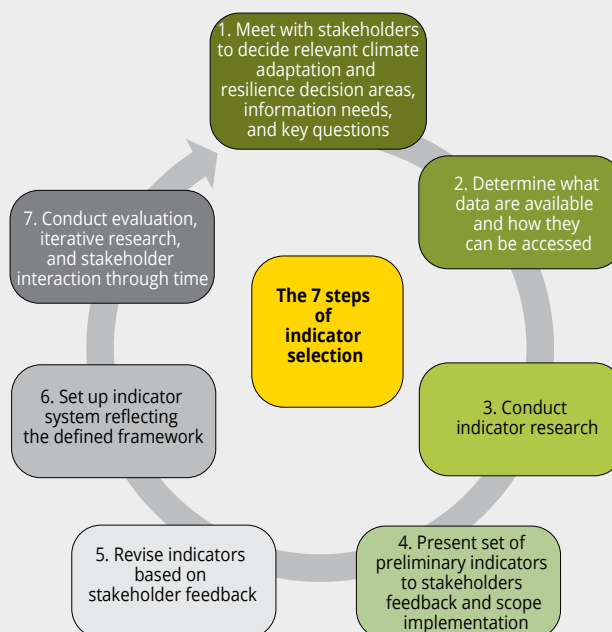 1. Meet with stakeholders
to decide relevant climate
adaptation and
resilience decision areas,
information needs,
and key questions
2. Determine what
data are available
and how they
can be accessed
3. Conduct
indicator research
4. Present set of
preliminary indicators
to stakeholders
feedback and scope
implementation
5. Revise indicators
based on
stakeholder feedback
6. Set up indicator
system reflecting
the defined framework
7. Conduct evaluation,
iterative research,
and stakeholder
interaction through time
The 7 steps
of
indicator
selection